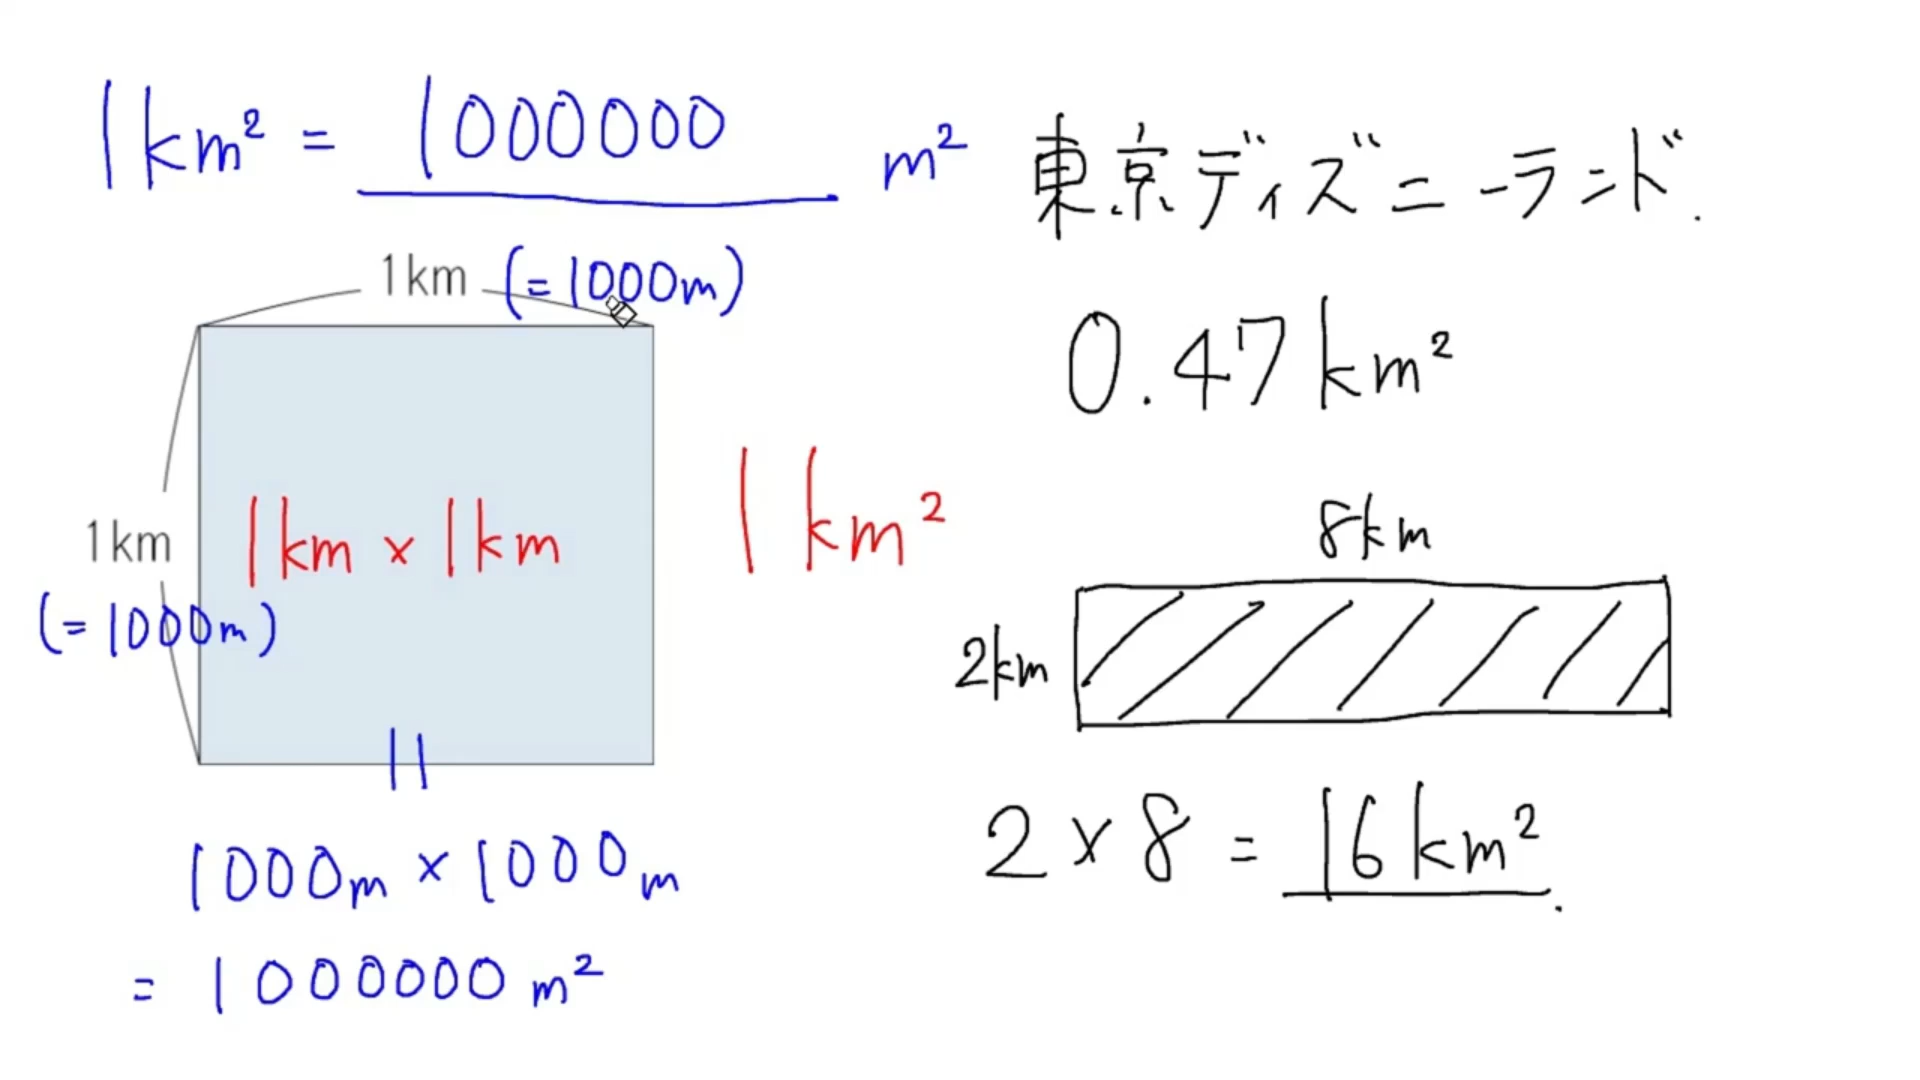 1km² = 1000000 m²
1km (=1000m)
1km
(=1000m)
1km × 1km
1km²
||
1000m × 1000m
= 1000000 m²
東京ディズニーランド.
0.47km²
8km
2km
2×8 = 16km².